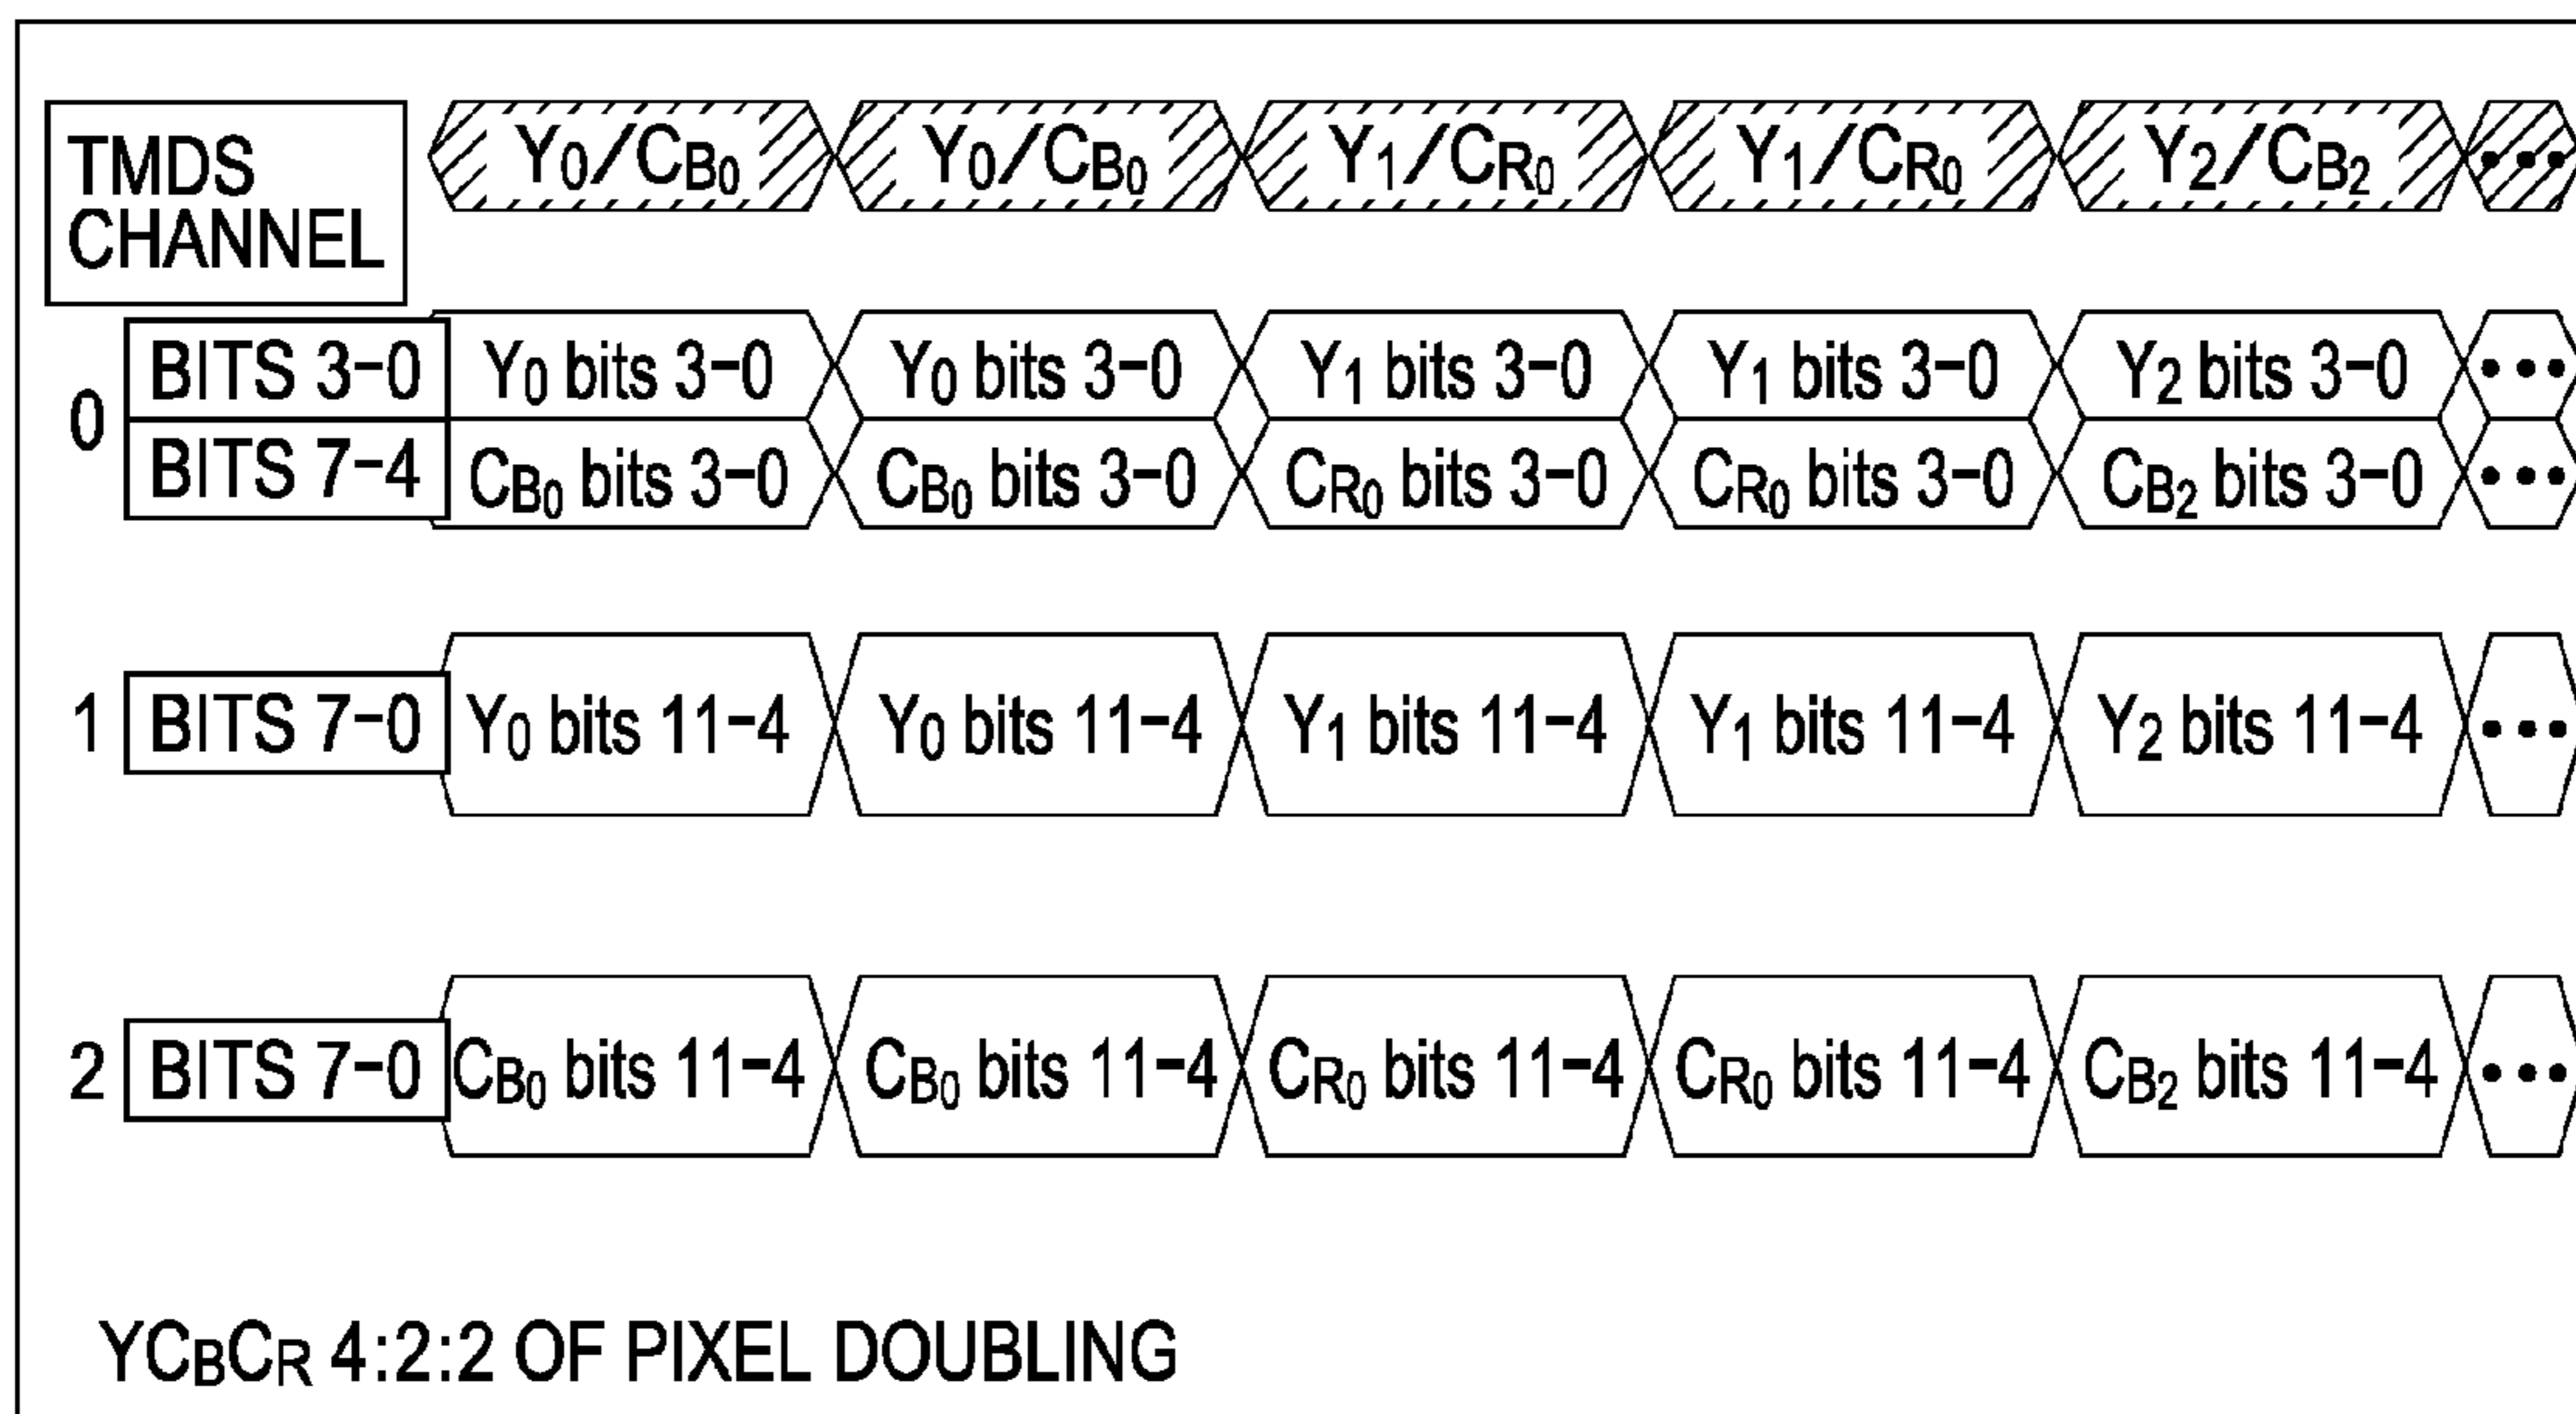 TMDS
CHANNEL
Y0/CB0 Y0/CB0 Y1/CR0 Y1/CR0 Y2/CB2 •••
0
BITS 3-0 Y0 bits 3-0 Y0 bits 3-0 Y1 bits 3-0 Y1 bits 3-0 Y2 bits 3-0 •••
BITS 7-4 CB0 bits 3-0 CB0 bits 3-0 CR0 bits 3-0 CR0 bits 3-0 CB2 bits 3-0 •••
1 BITS 7-0 Y0 bits 11-4 Y0 bits 11-4 Y1 bits 11-4 Y1 bits 11-4 Y2 bits 11-4 •••
2 BITS 7-0 CB0 bits 11-4 CB0 bits 11-4 CR0 bits 11-4 CR0 bits 11-4 CB2 bits 11-4 •••
YCBCR 4:2:2 OF PIXEL DOUBLING